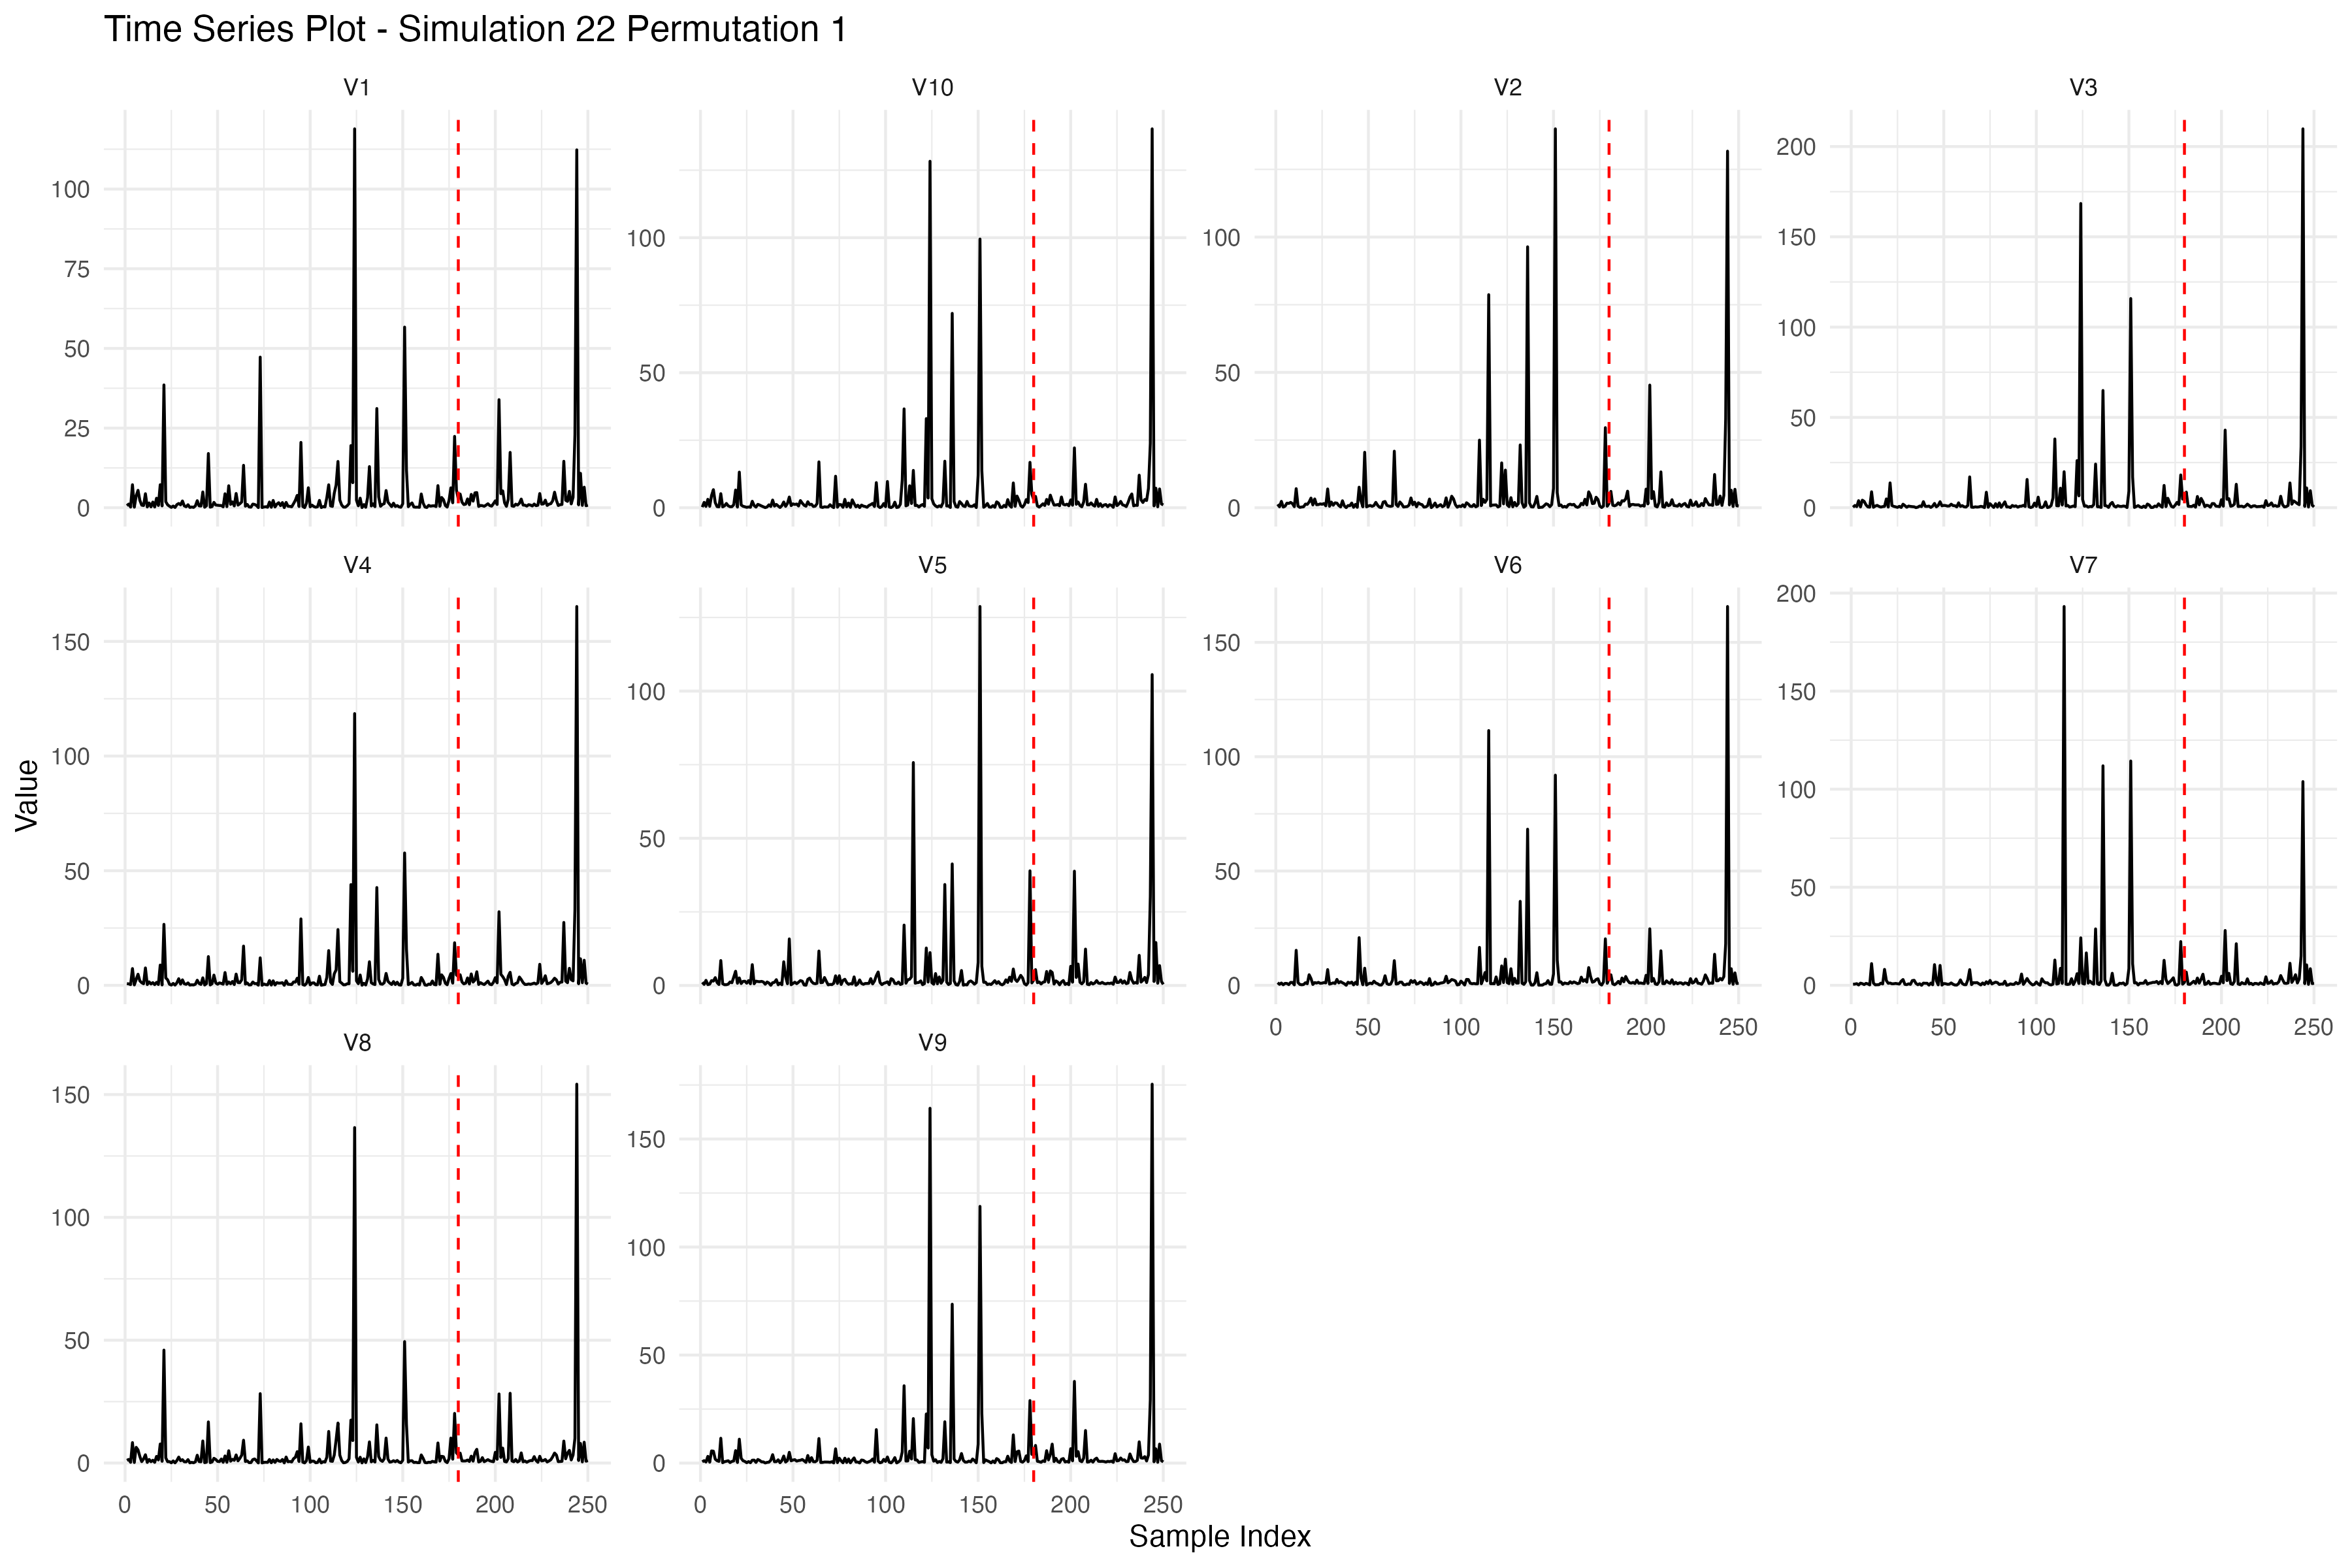 Time Series Plot - Simulation 22 Permutation 1
V1 V10 V2 V3
100 75 50 25 0
100 50 0
100 50 0
200 150 100 50 0
V4 V5 V6 V7
150 100 50 0
100 50 0
150 100 50 0
200 150 100 50 0
0 50 100 150 200 250
0 50 100 150 200 250
V8 V9
150 100 50 0
150 100 50 0
0 50 100 150 200 250
0 50 100 150 200 250
Value
Sample Index